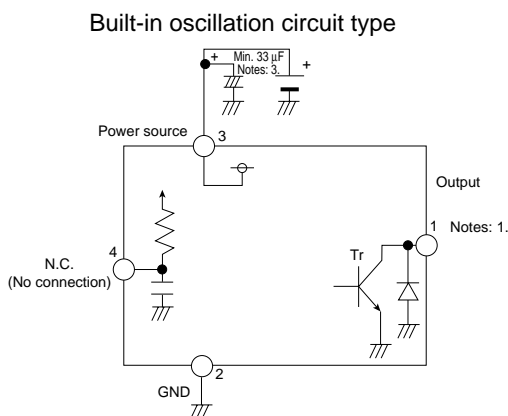 Built-in oscillation circuit type
+
Min. 33 µF
Notes: 3.
+
Power source
3
Output
1
Notes: 1.
Tr
4
N.C.
(No connection)
2
GND